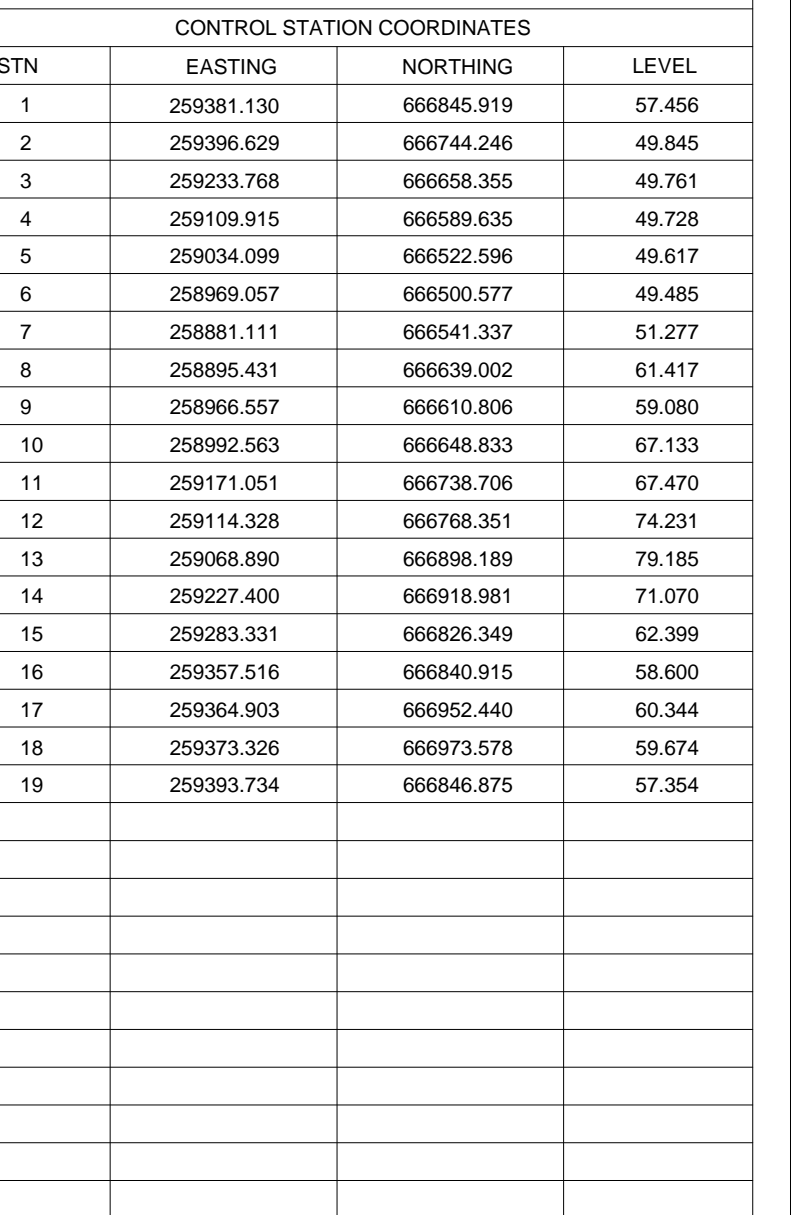 CONTROL STATION COORDINATES
STN EASTING NORTHING LEVEL
1 259381.130 666845.919 57.456
2 259396.629 666744.246 49.845
3 259233.768 666658.355 49.761
4 259109.915 666589.635 49.728
5 259034.099 666522.596 49.617
6 258969.057 666500.577 49.485
7 258881.111 666541.337 51.277
8 258895.431 666639.002 61.417
9 258966.557 666610.806 59.080
10 258992.563 666648.833 67.133
11 259171.051 666738.706 67.470
12 259114.328 666768.351 74.231
13 259068.890 666898.189 79.185
14 259227.400 666918.981 71.070
15 259283.331 666826.349 62.399
16 259357.516 666840.915 58.600
17 259364.903 666952.440 60.344
18 259373.326 666973.578 59.674
19 259393.734 666846.875 57.354